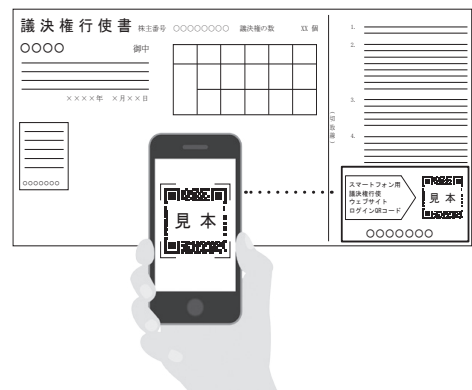 議決権行使書 株主番号 ○○○○○○○○ 議決権の数 XX 個
○○○○ 御中
××××年 ×月××日
○○○○○○○
1.
2.
3.
4.
(切取線)
スマートフォン用
議決権行使
ウェブサイト
ログインQRコード
見本
○○○○○○○
見本